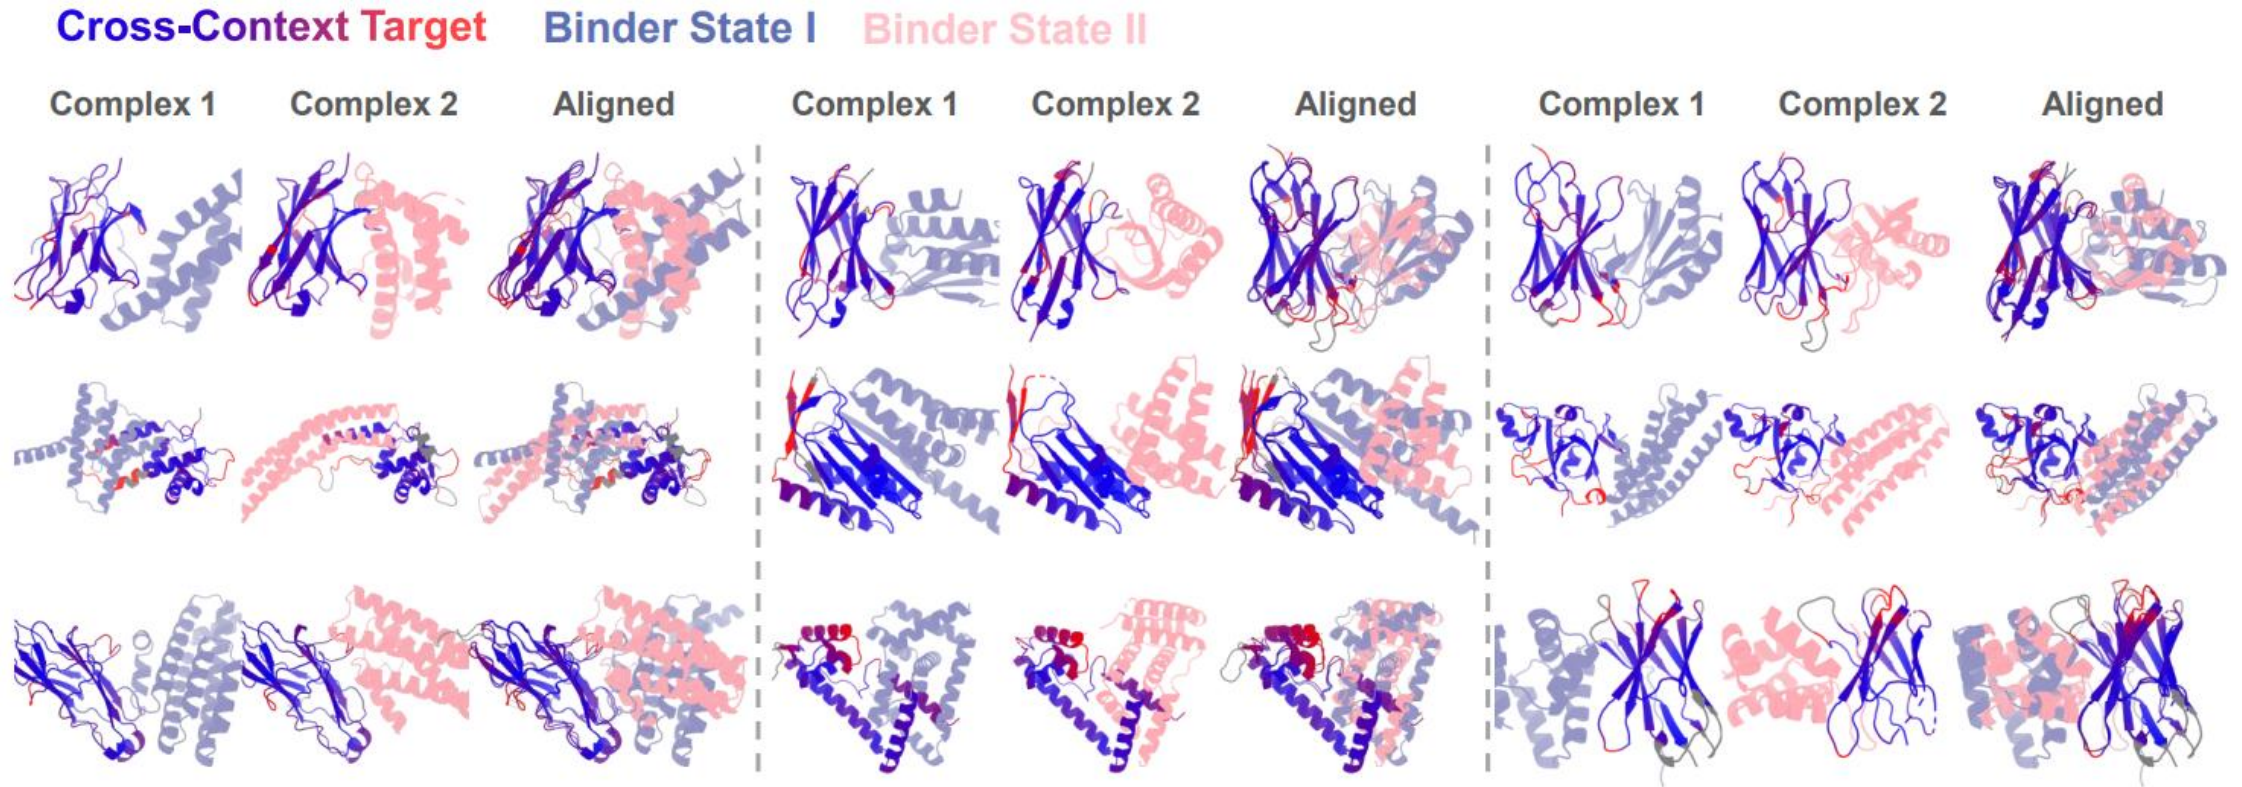 Cross-Context Target Binder State I Binder State II
Complex 1 Complex 2 Aligned Complex 1 Complex 2 Aligned Complex 1 Complex 2 Aligned